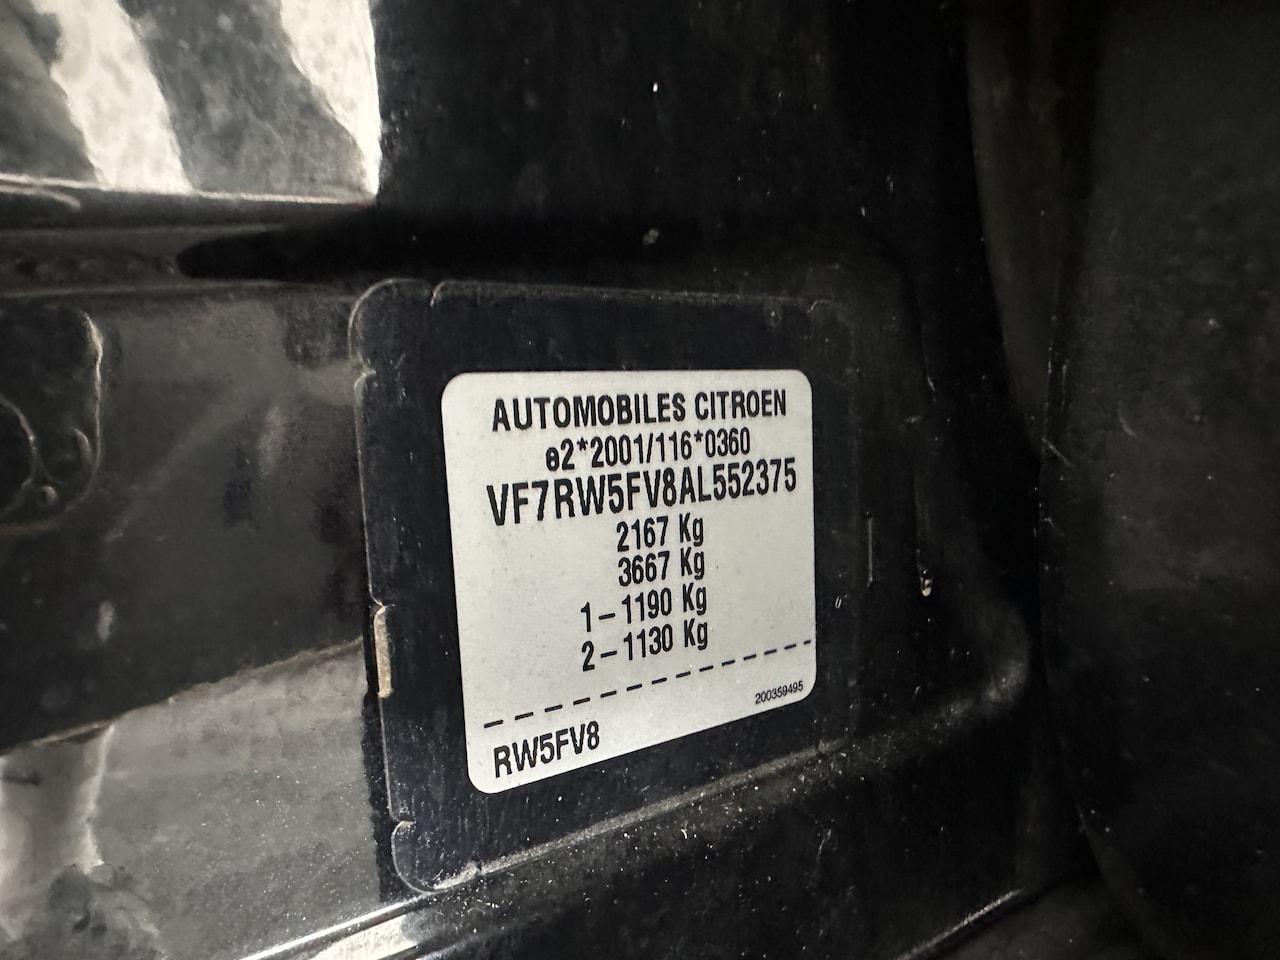 AUTOMOBILES CITROEN
e2*2001/116*0360
VF7RW5FV8AL552375
2167 Kg
3667 Kg
1-1190 Kg
2-1130 Kg
200359495
RW5FV8